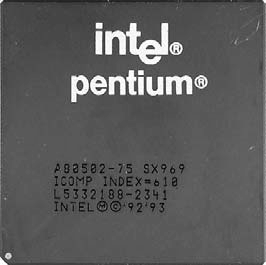 intel®
pentium®
A80502-75 SX969
ICOMP INDEX=610
L5332188-2341
INTEL Ⓜ © '92'93